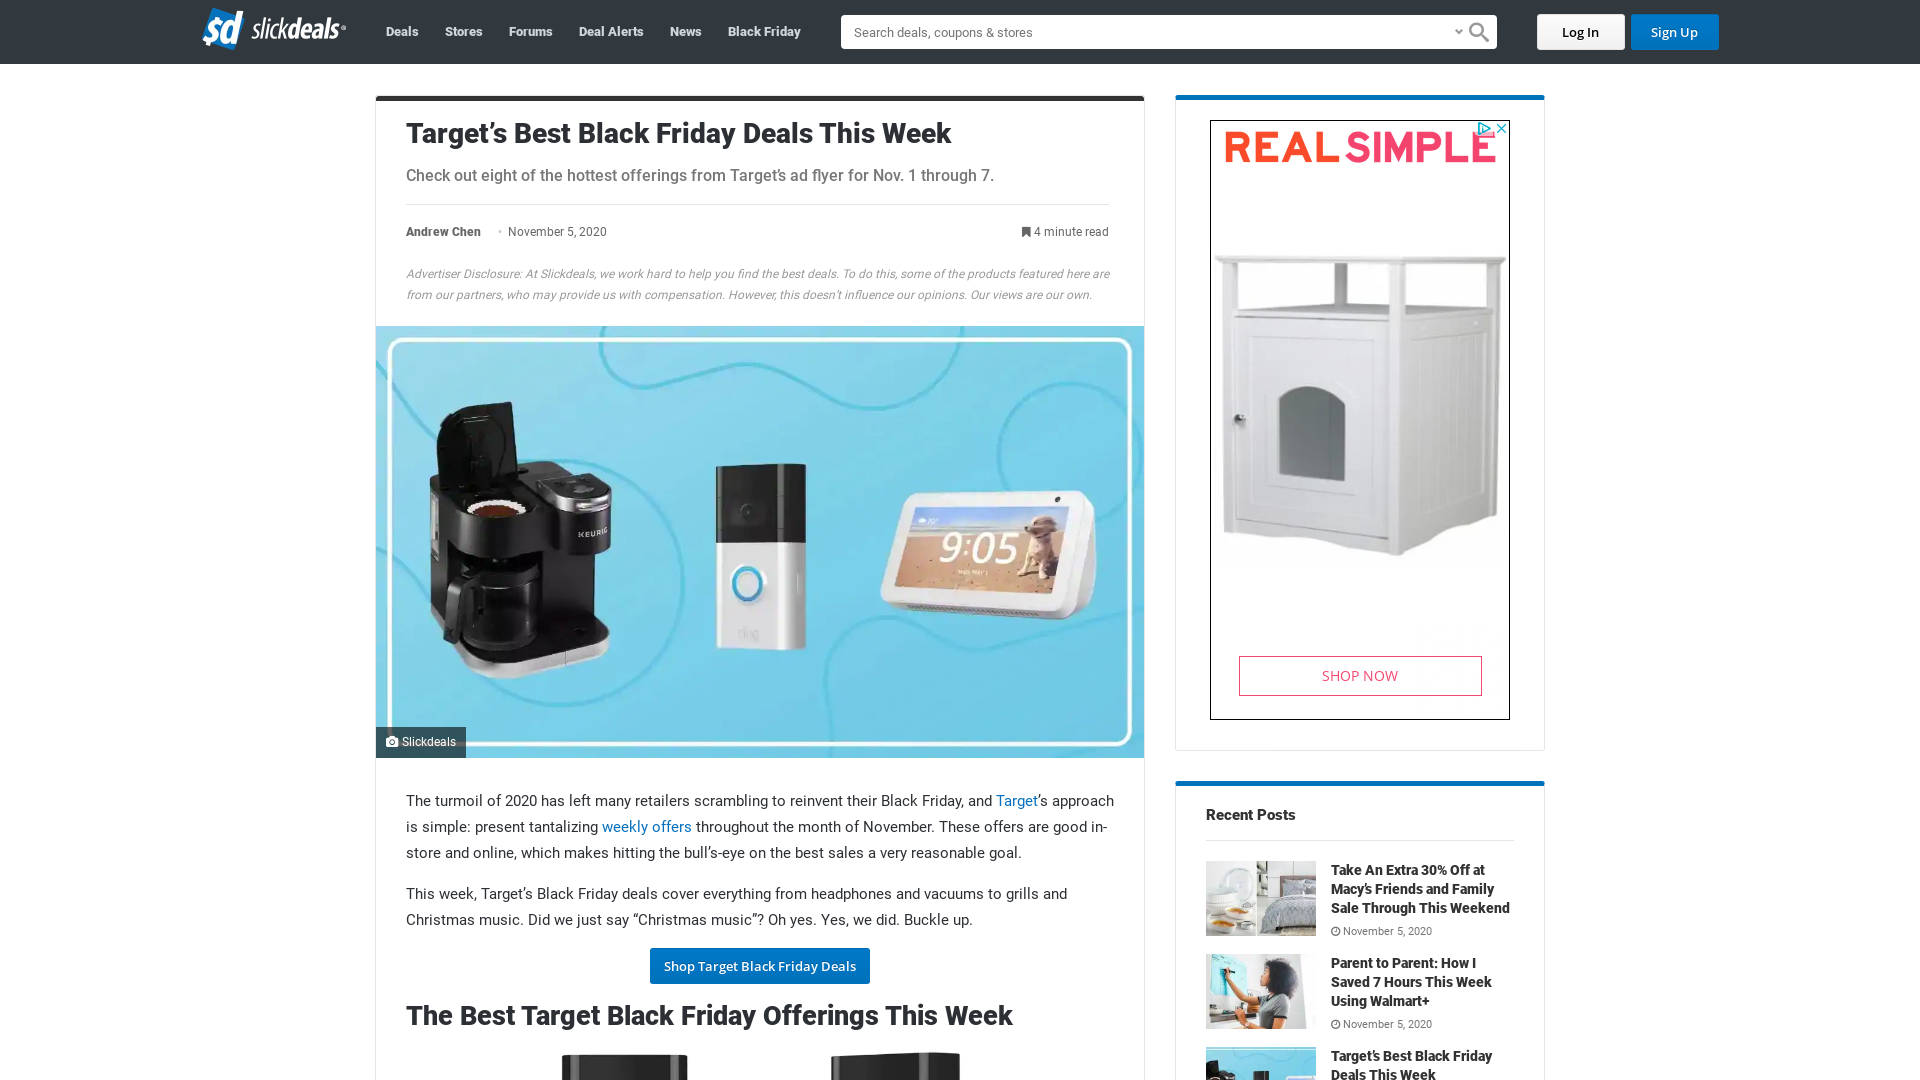 sd slickdeals
Deals
Stores
Forums
Deal Alerts
News
Black Friday
Search deals, coupons & stores
Log In
Sign Up
Target’s Best Black Friday Deals This Week
Check out eight of the hottest offerings from Target’s ad flyer for Nov. 1 through 7.
Andrew Chen • November 5, 2020
4 minute read
Advertiser Disclosure: At Slickdeals, we work hard to help you find the best deals. To do this, some of the products featured here are
from our partners, who may provide us with compensation. However, this doesn’t influence our opinions. Our views are our own.
KEURIG
ring
9:05
Slickdeals
The turmoil of 2020 has left many retailers scrambling to reinvent their Black Friday, and Target’s approach
is simple: present tantalizing weekly offers throughout the month of November. These offers are good in-
store and online, which makes hitting the bull’s-eye on the best sales a very reasonable goal.
This week, Target’s Black Friday deals cover everything from headphones and vacuums to grills and
Christmas music. Did we just say “Christmas music”? Oh yes. Yes, we did. Buckle up.
Shop Target Black Friday Deals
The Best Target Black Friday Offerings This Week
REAL SIMPLE
SHOP NOW
Recent Posts
Take An Extra 30% Off at
Macy’s Friends and Family
Sale Through This Weekend
November 5, 2020
Parent to Parent: How I
Saved 7 Hours This Week
Using Walmart+
November 5, 2020
Target’s Best Black Friday
Deals This Week